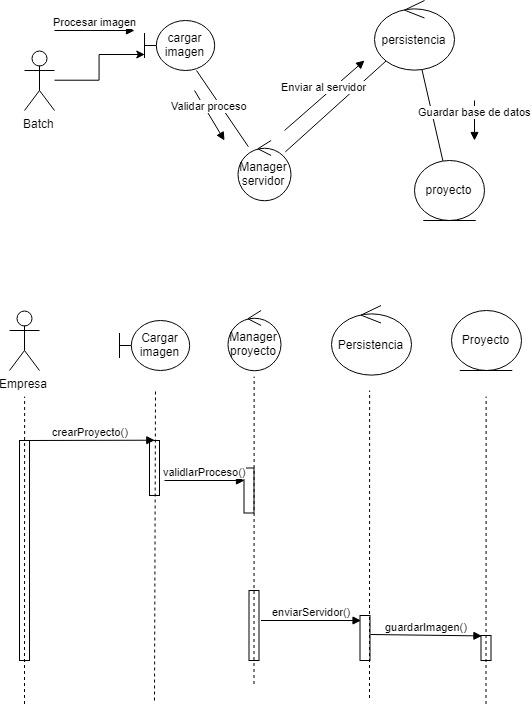 Procesar imagen
cargar
imagen
persistencia
Enviar al servidor
Validar proceso
Guardar base de datos
Batch
Manager
servidor
proyecto
Cargar
imagen
Manager
proyecto
Persistencia
Proyecto
Empresa
crearProyecto()
validIarProceso()
enviarServidor()
guardarImagen()